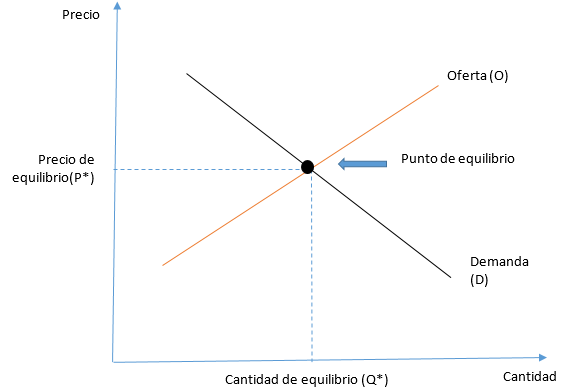 Precio
Oferta (O)
Precio de
equilibrio(P*)
Punto de equilibrio
Demanda
(D)
Cantidad de equilibrio (Q*)
Cantidad